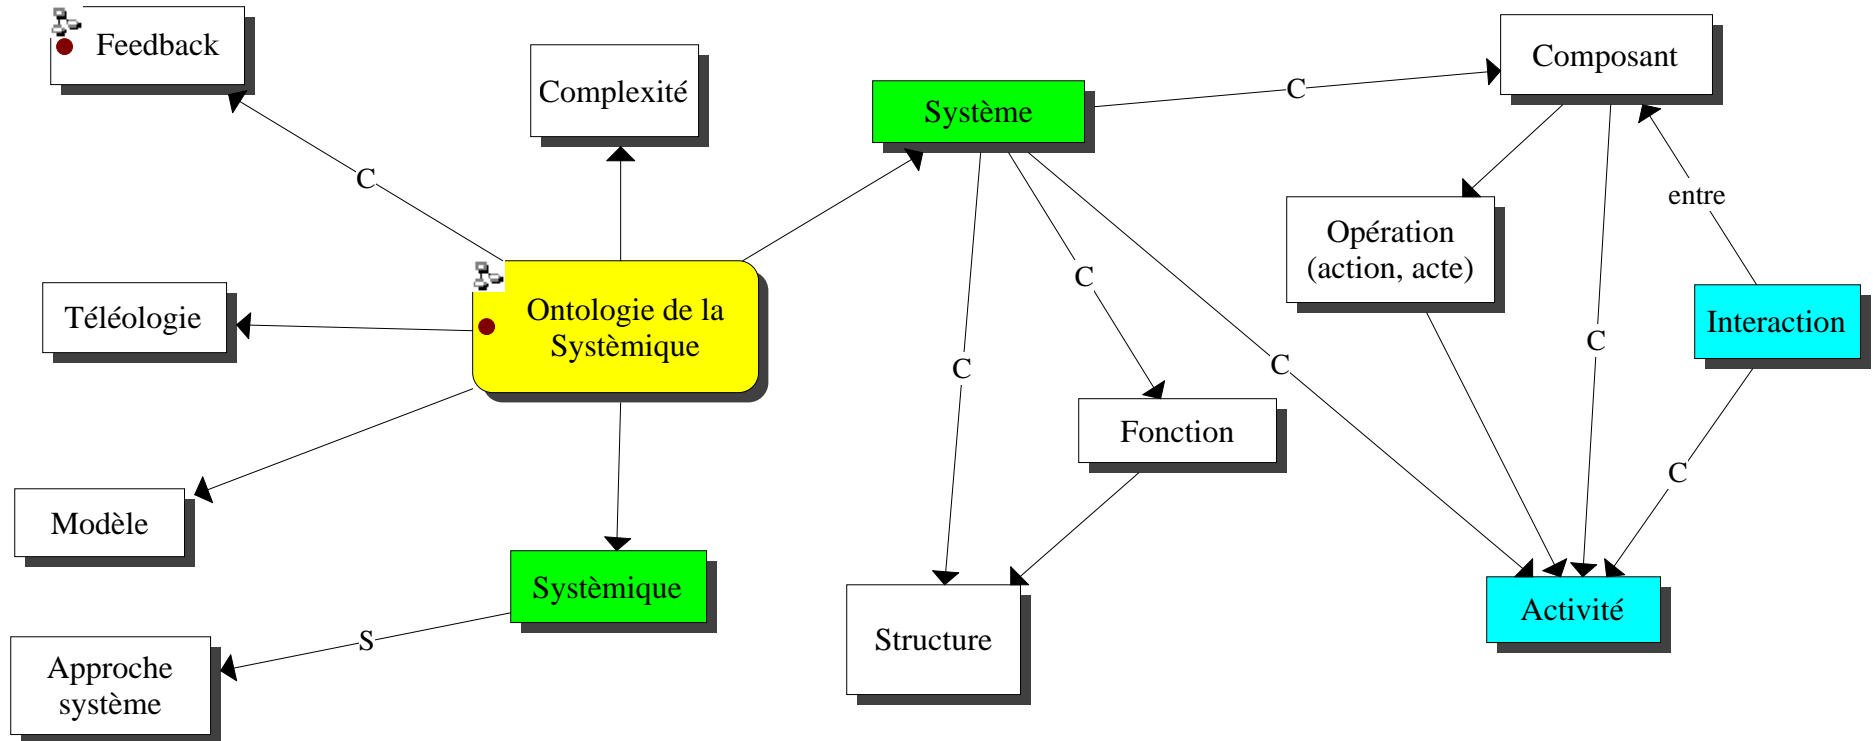 Feedback
Complexité
Système
Composant
C
C
entre
Opération
(action, acte)
C
Téléologie
Ontologie de la
Systèmique
Interaction
C
C
C
Fonction
C
Modèle
Systèmique
Activité
S
Structure
Approche
système